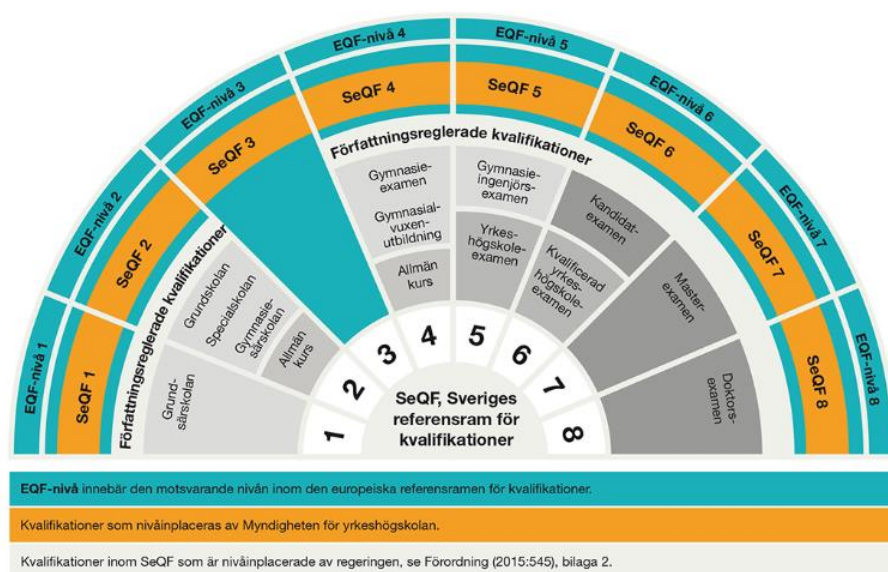 EQF-nivå 1
EQF-nivå 2
EQF-nivå 3
EQF-nivå 4
EQF-nivå 5
EQF-nivå 6
EQF-nivå 7
EQF-nivå 8
SeQF 1
SeQF 2
SeQF 3
SeQF 4
SeQF 5
SeQF 6
SeQF 7
SeQF 8
Författningsreglerade kvalifikationer
Författningsreglerade kvalifikationer
Grund-
särskolan
Grundskolan
Specialskolan
Gymnasie-
särskolan
Allmän
kurs
Gymnasie-
examen
Gymnasial-
vuxen-
utbildning
Allmän
kurs
Gymnasie-
ingenjörs-
examen
Yrkes-
högskole-
examen
Kandidat-
examen
Kvalificerad
yrkes-
högskole-
examen
Master-
examen
Doktors-
examen
1
2
3
4
5
6
7
8
SeQF, Sveriges
referensram för
kvalifikationer
EQF-nivå innebär den motsvarande nivån inom den europeiska referensramen för kvalifikationer.
Kvalifikationer som nivåinplaceras av Myndigheten för yrkeshögskolan.
Kvalifikationer inom SeQF som är nivåinplacerade av regeringen, se Förordning (2015:545), bilaga 2.